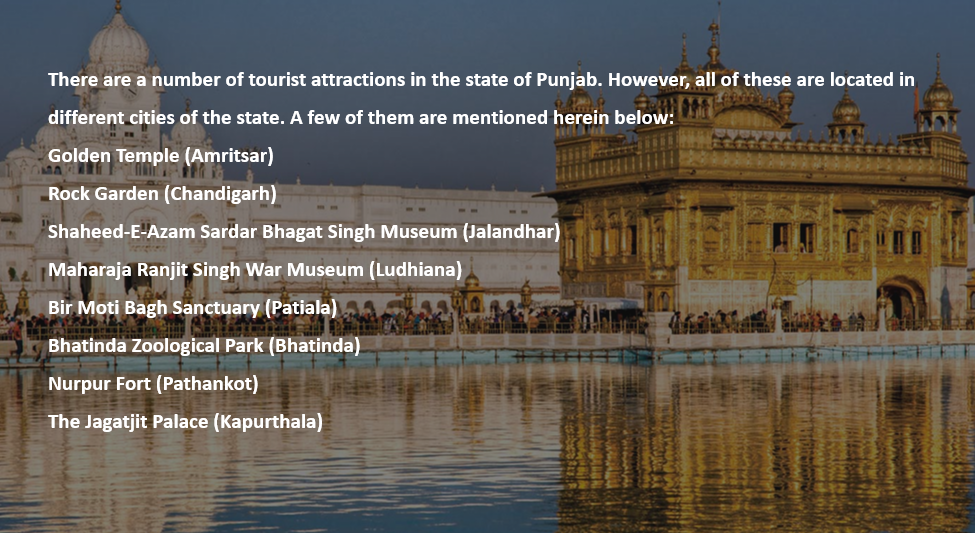 There are a number of tourist attractions in the state of Punjab. However, all of these are located in
different cities of the state. A few of them are mentioned herein below:
Golden Temple (Amritsar)
Rock Garden (Chandigarh)
Shaheed-E-Azam Sardar Bhagat Singh Museum (Jalandhar)
Maharaja Ranjit Singh War Museum (Ludhiana)
Bir Moti Bagh Sanctuary (Patiala)
Bhatinda Zoological Park (Bhatinda)
Nurpur Fort (Pathankot)
The Jagatjit Palace (Kapurthala)